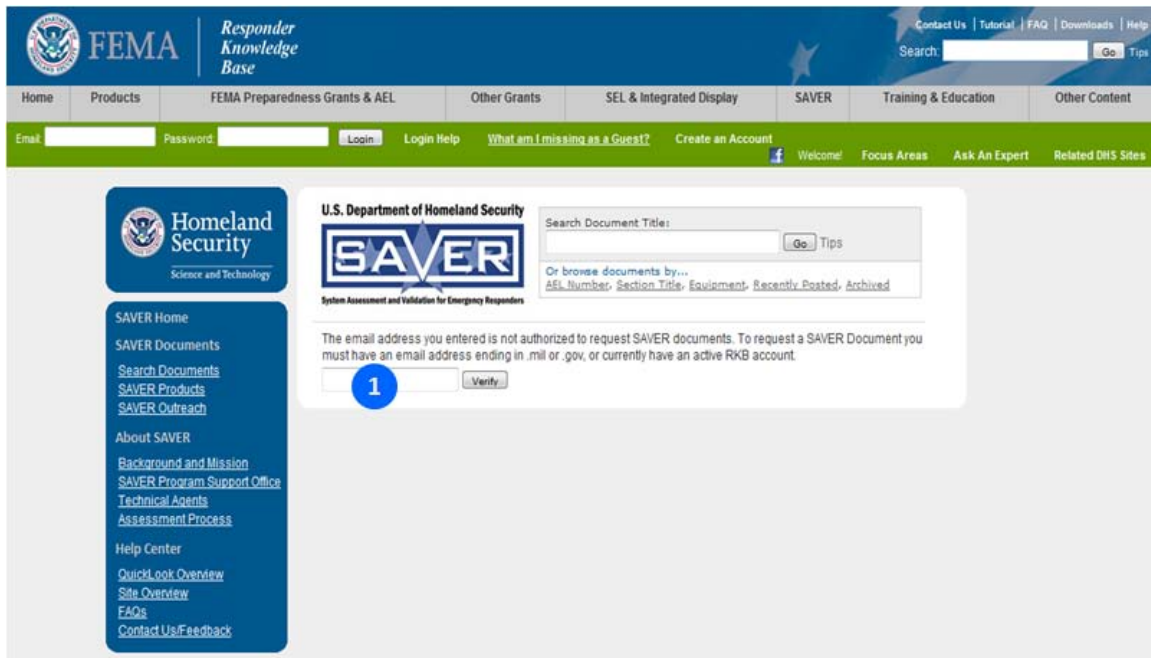 FEMA
Responder
Knowledge
Base
Contact Us | Tutorial | FAQ | Downloads | Help
Search: Go Tips
Home Products FEMA Preparedness Grants & AEL Other Grants SEL & Integrated Display SAVER Training & Education Other Content
Email: Password: Login Login Help What am I missing as a Guest? Create an Account
f Welcome! Focus Areas Ask An Expert Related DHS Sites
Homeland
Security
Science and Technology
SAVER Home
SAVER Documents
Search Documents
SAVER Products
SAVER Outreach
About SAVER
Background and Mission
SAVER Program Support Office
Technical Agents
Assessment Process
Help Center
QuickLook Overview
Site Overview
FAQs
Contact Us/Feedback
U.S. Department of Homeland Security
SAVER
System Assessment and Validation for Emergency Responders
Search Document Title:
Go Tips
Or browse documents by...
AEL Number, Section Title, Equipment, Recently Posted, Archived
The email address you entered is not authorized to request SAVER documents. To request a SAVER Document you
must have an email address ending in .mil or .gov, or currently have an active RKB account.
1 Verify